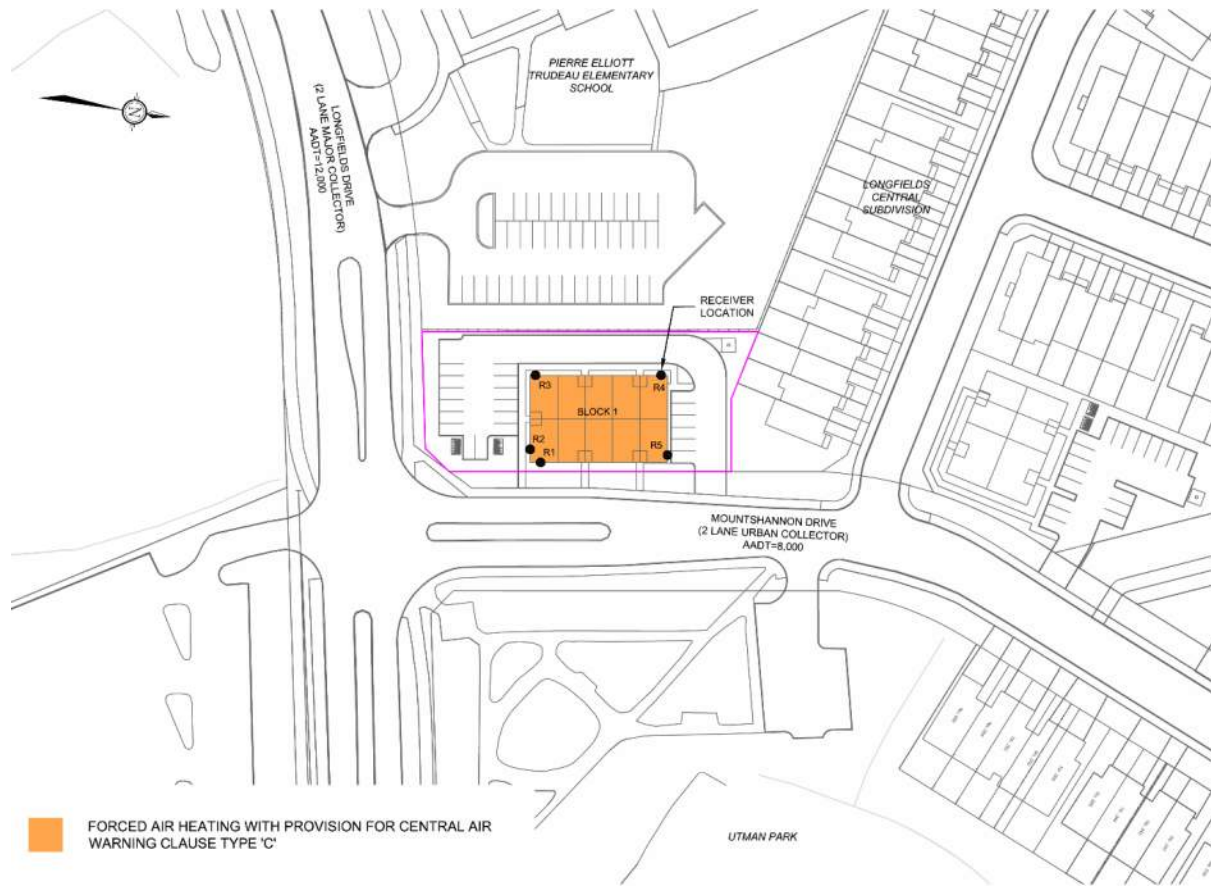 PIERRE ELLIOTT
TRUDEAU ELEMENTARY
SCHOOL
N
LONGFIELDS DRIVE
(2 LANE MAJOR COLLECTOR)
AADT=12,000
LONGFIELDS
CENTRAL
SUBDIVISION
RECEIVER
LOCATION
R3
R4
BLOCK 1
R2
R1
R5
MOUNTSHANNON DRIVE
(2 LANE URBAN COLLECTOR)
AADT=8,000
UTMAN PARK
FORCED AIR HEATING WITH PROVISION FOR CENTRAL AIR
WARNING CLAUSE TYPE 'C'